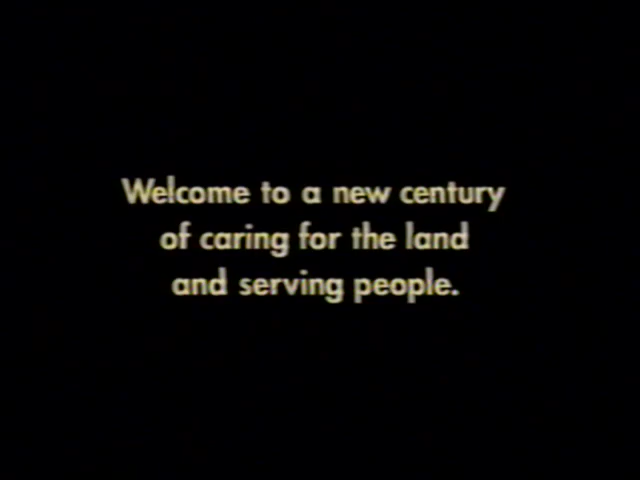 Welcome to a new century
of caring for the land
and serving people.